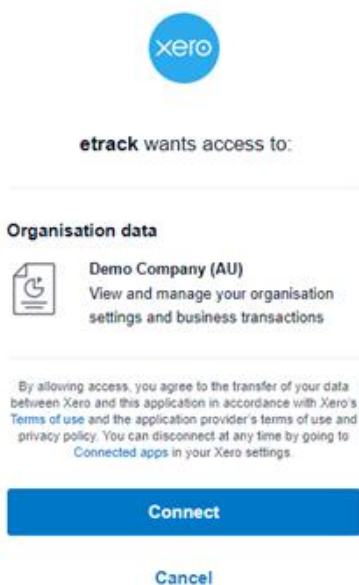 xero
etrack wants access to:
Organisation data
Demo Company (AU)
View and manage your organisation
settings and business transactions
By allowing access, you agree to the transfer of your data
between Xero and this application in accordance with Xero's
Terms of use and the application provider's terms of use and
privacy policy. You can disconnect at any time by going to
Connected apps in your Xero settings.
Connect
Cancel